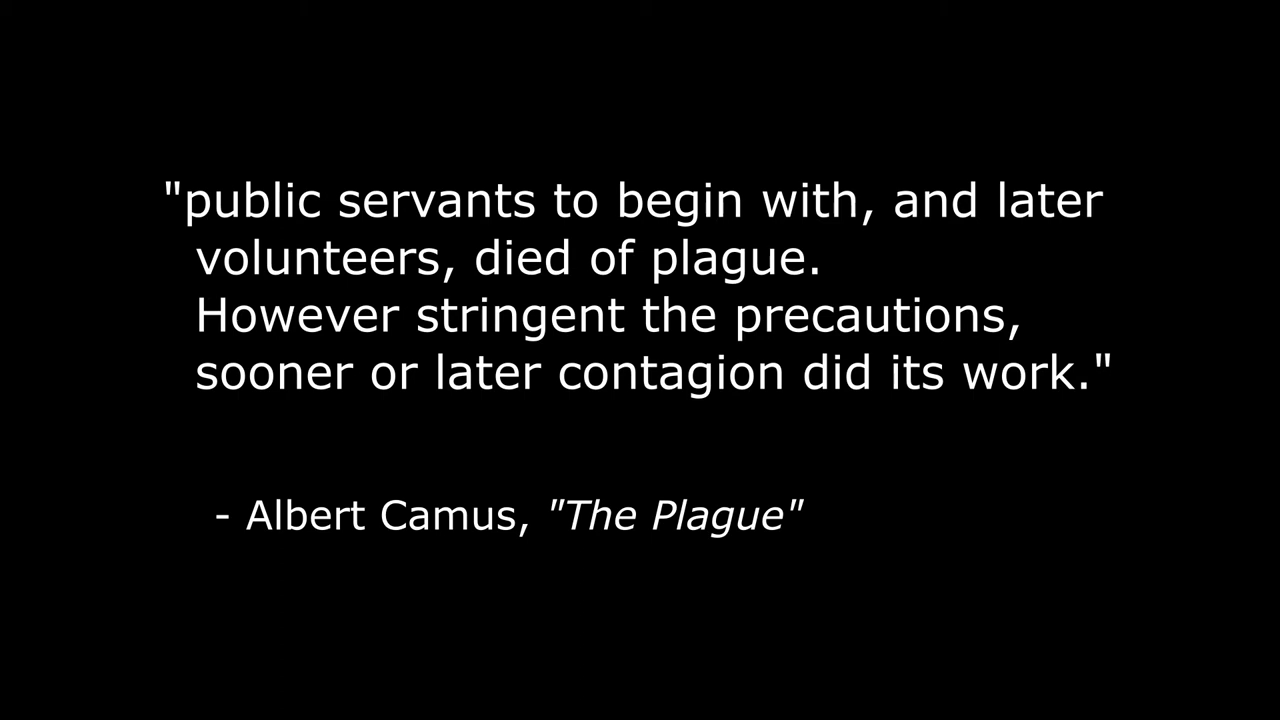 "public servants to begin with, and later
volunteers, died of plague.
However stringent the precautions,
sooner or later contagion did its work."
- Albert Camus, "The Plague"